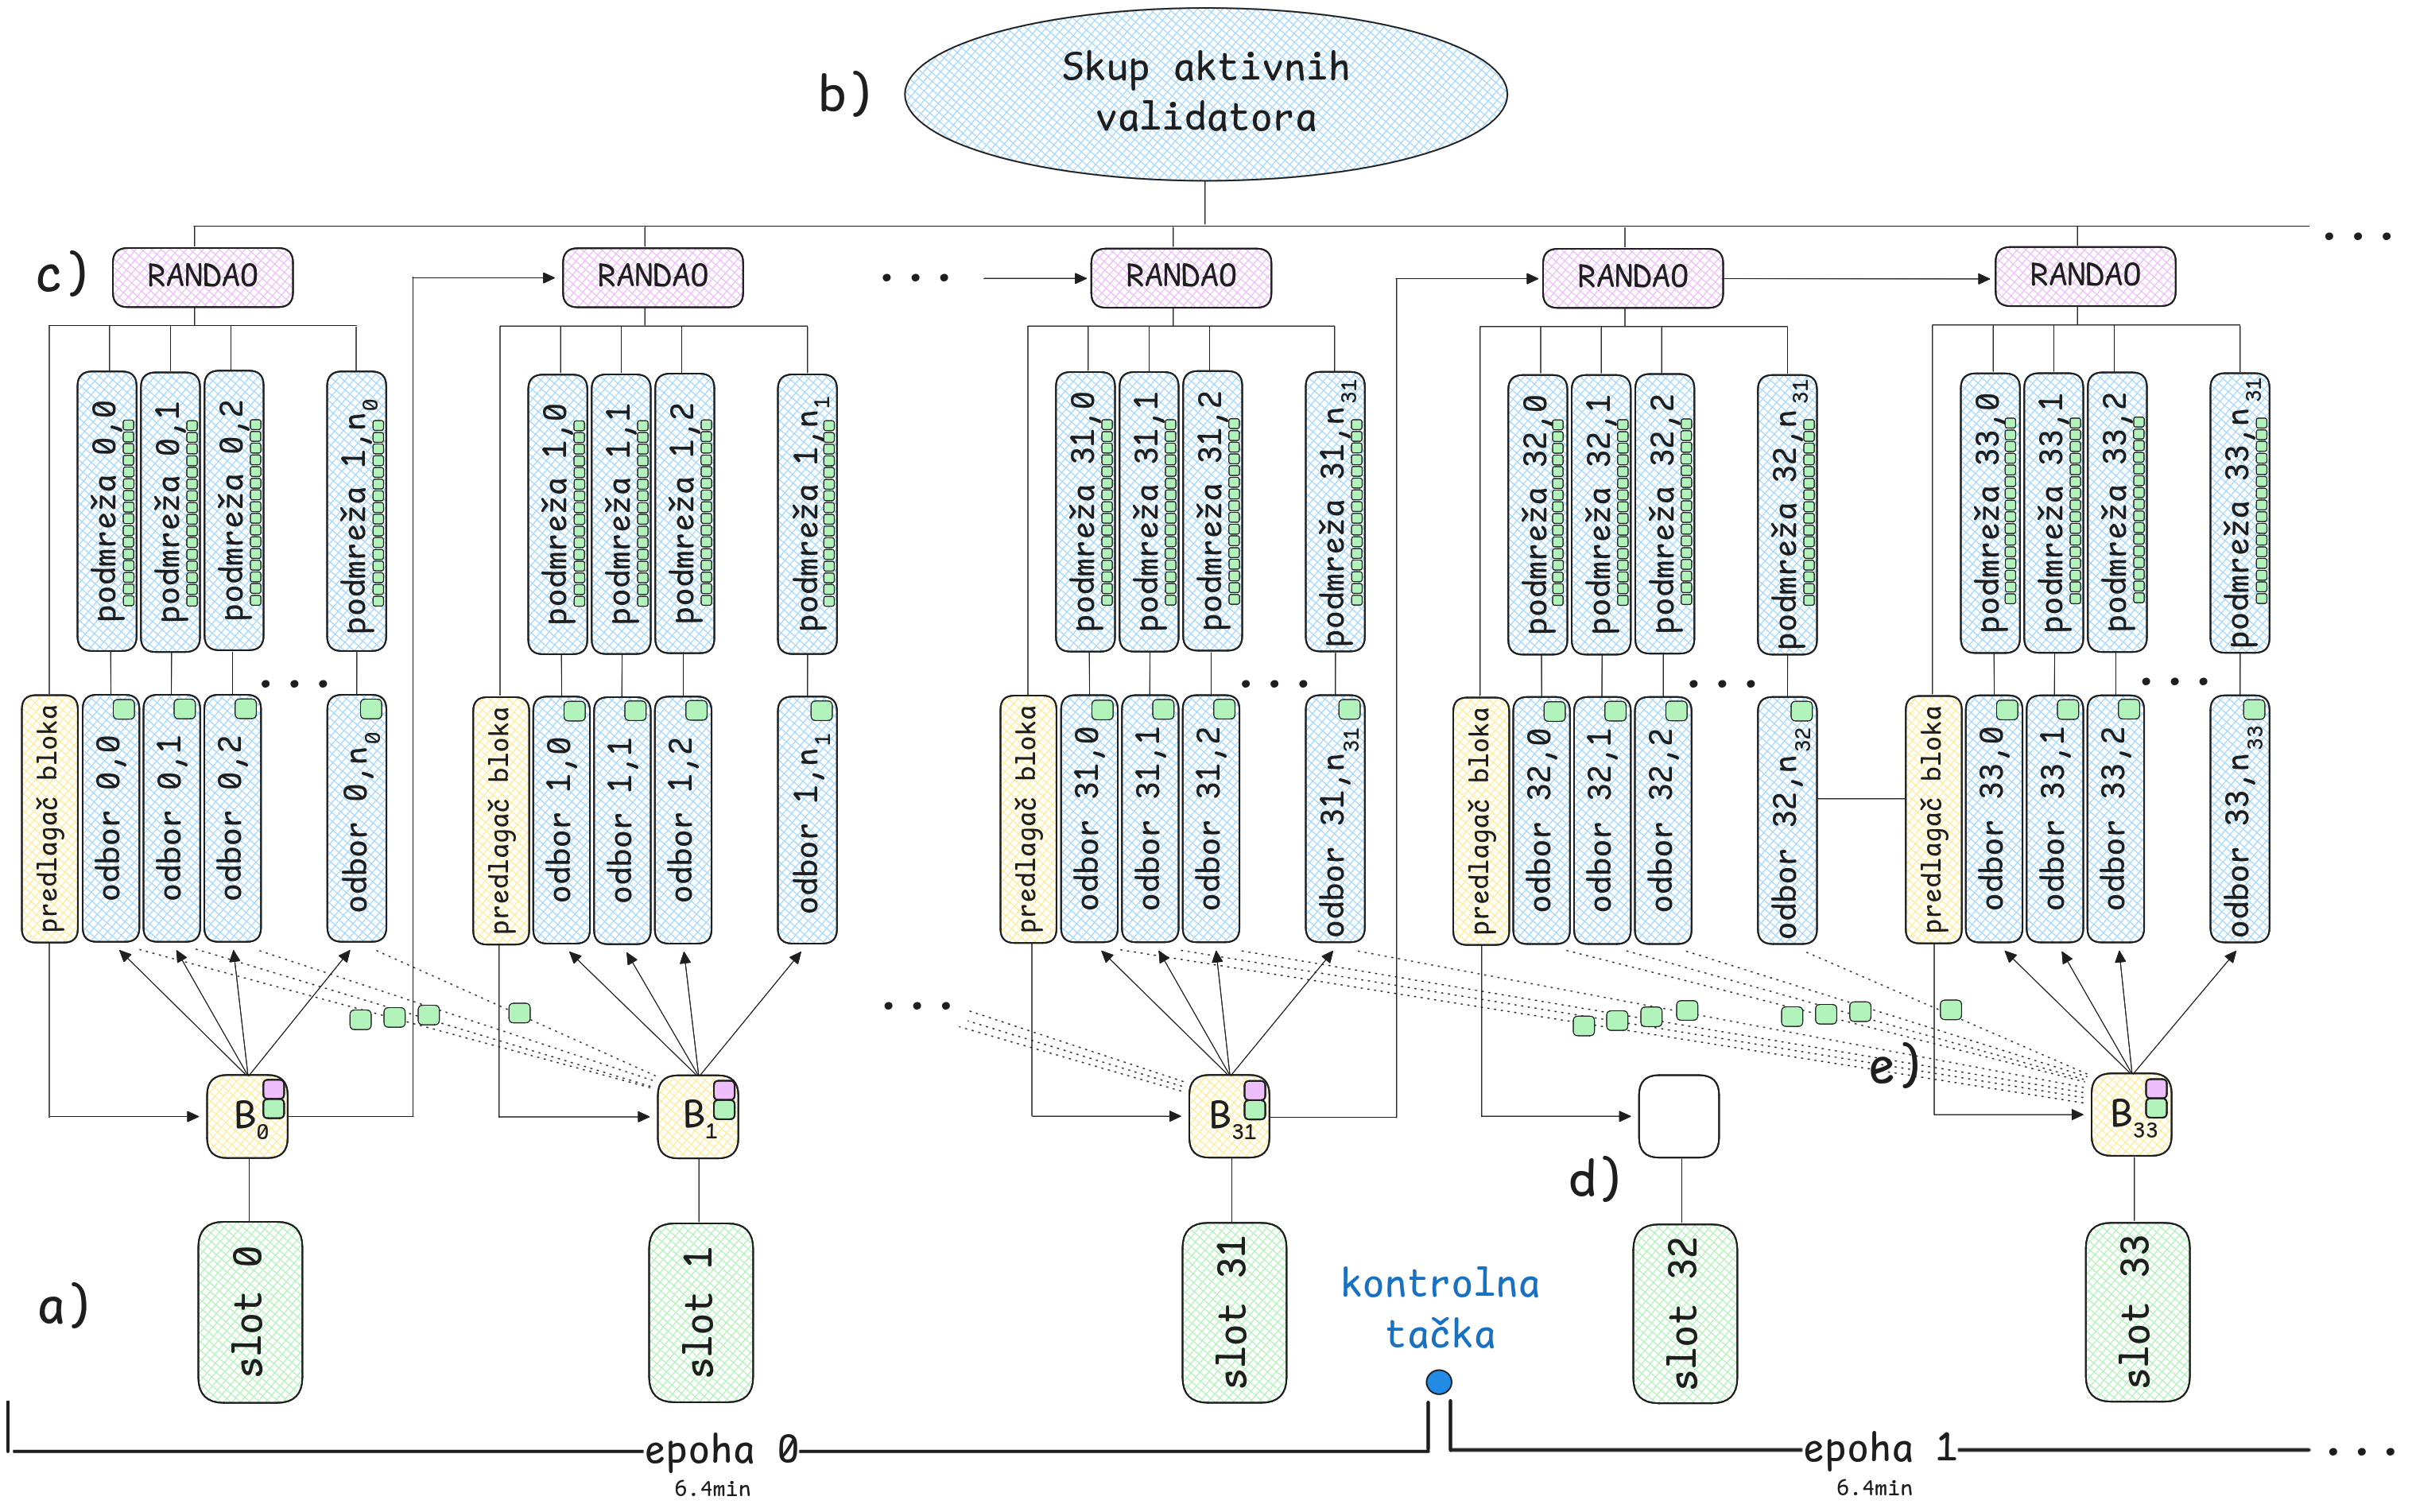 b)
Skup aktivnih
validatora
. . .
c)
RANDAO
RANDAO
. . .
RANDAO
RANDAO
RANDAO
podmreža 0,0
podmreža 0,1
podmreža 0,2
podmreža 1,n0
podmreža 1,0
podmreža 1,1
podmreža 1,2
podmreža 1,n1
podmreža 31,0
podmreža 31,1
podmreža 31,2
podmreža 31,n31
podmreža 32,0
podmreža 32,1
podmreža 32,2
podmreža 32,n31
podmreža 33,0
podmreža 33,1
podmreža 33,2
podmreža 33,n31
. . .
. . .
. . .
. . .
predlagač bloka
odbor 0,0
odbor 0,1
odbor 0,2
odbor 0,n0
predlagač bloka
odbor 1,0
odbor 1,1
odbor 1,2
odbor 1,n1
predlagač bloka
odbor 31,0
odbor 31,1
odbor 31,2
odbor 31,n31
predlagač bloka
odbor 32,0
odbor 32,1
odbor 32,2
odbor 32,n32
predlagač bloka
odbor 33,0
odbor 33,1
odbor 33,2
odbor 33,n33
. . .
e)
B0
B1
B31
B33
d)
a)
slot 0
slot 1
slot 31
kontrolna
tačka
slot 32
slot 33
epoha 0
6.4min
epoha 1
6.4min
. . .